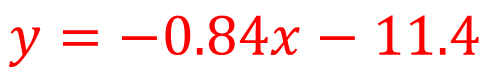 y = −0.84x − 11.4